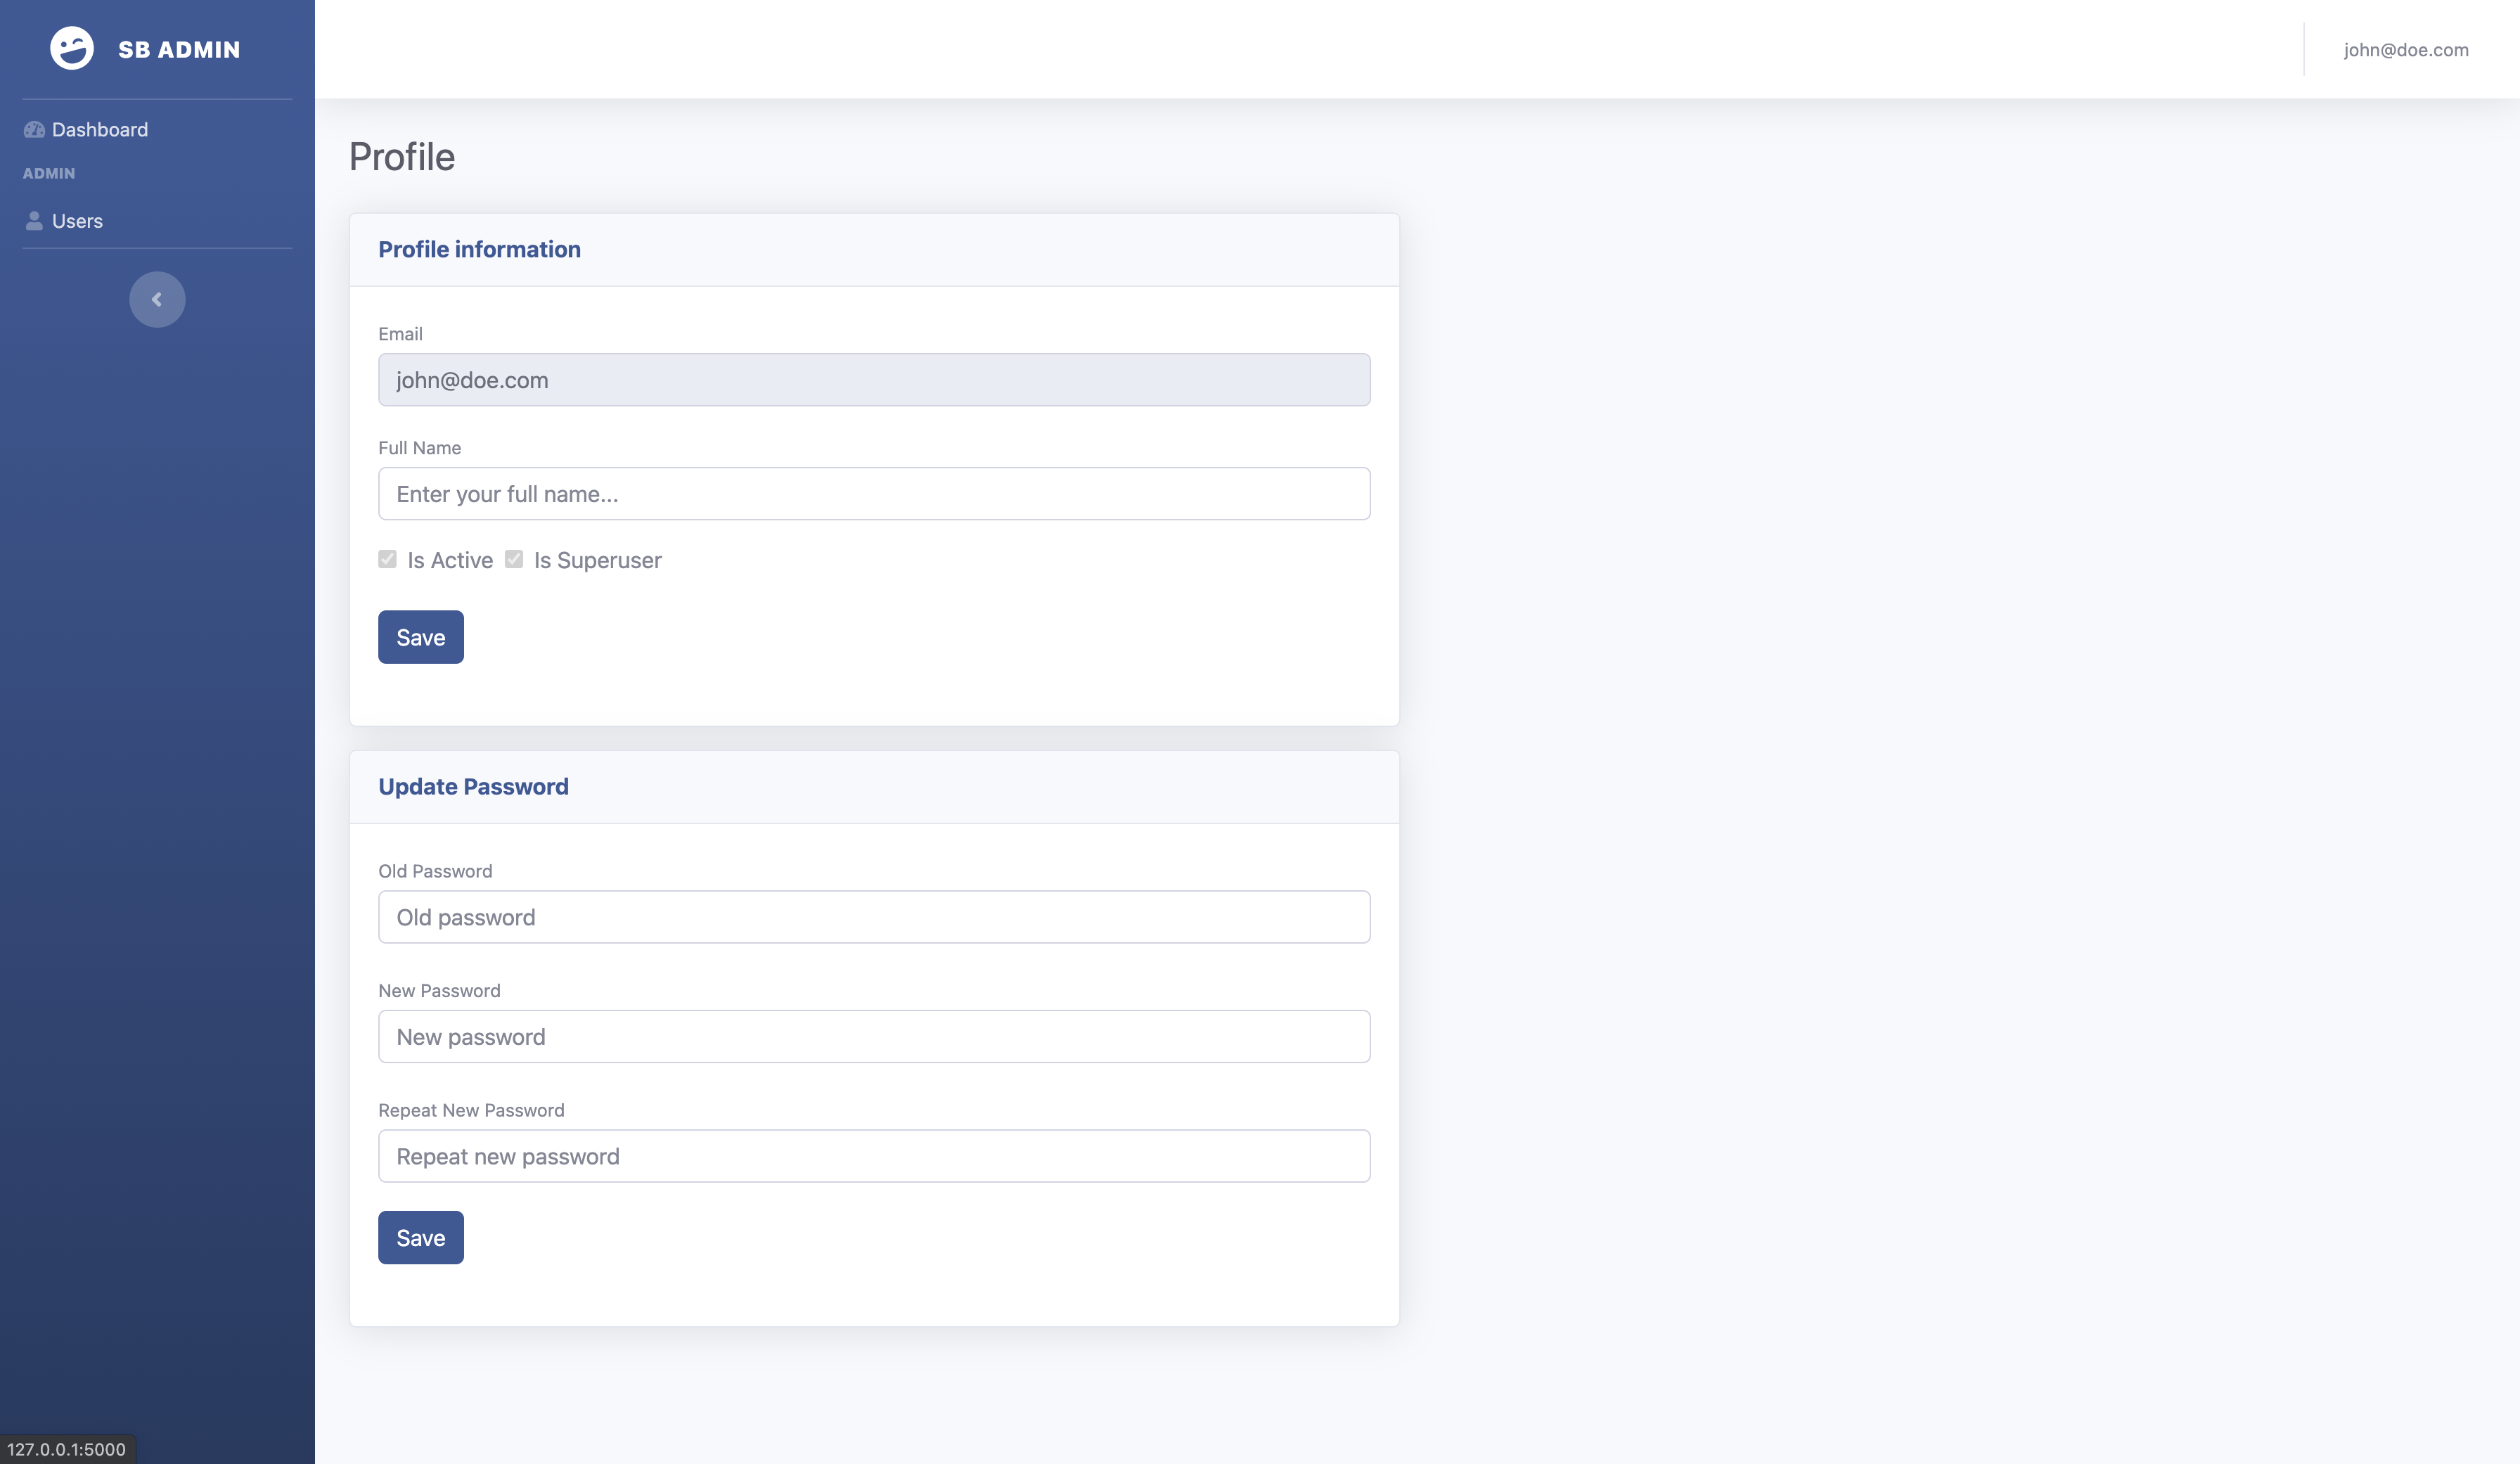 SB ADMIN
john@doe.com
Dashboard
ADMIN
Users
Profile
Profile information
Email
john@doe.com
Full Name
Enter your full name...
Is Active Is Superuser
Save
Update Password
Old Password
Old password
New Password
New password
Repeat New Password
Repeat new password
Save
127.0.0.1:5000